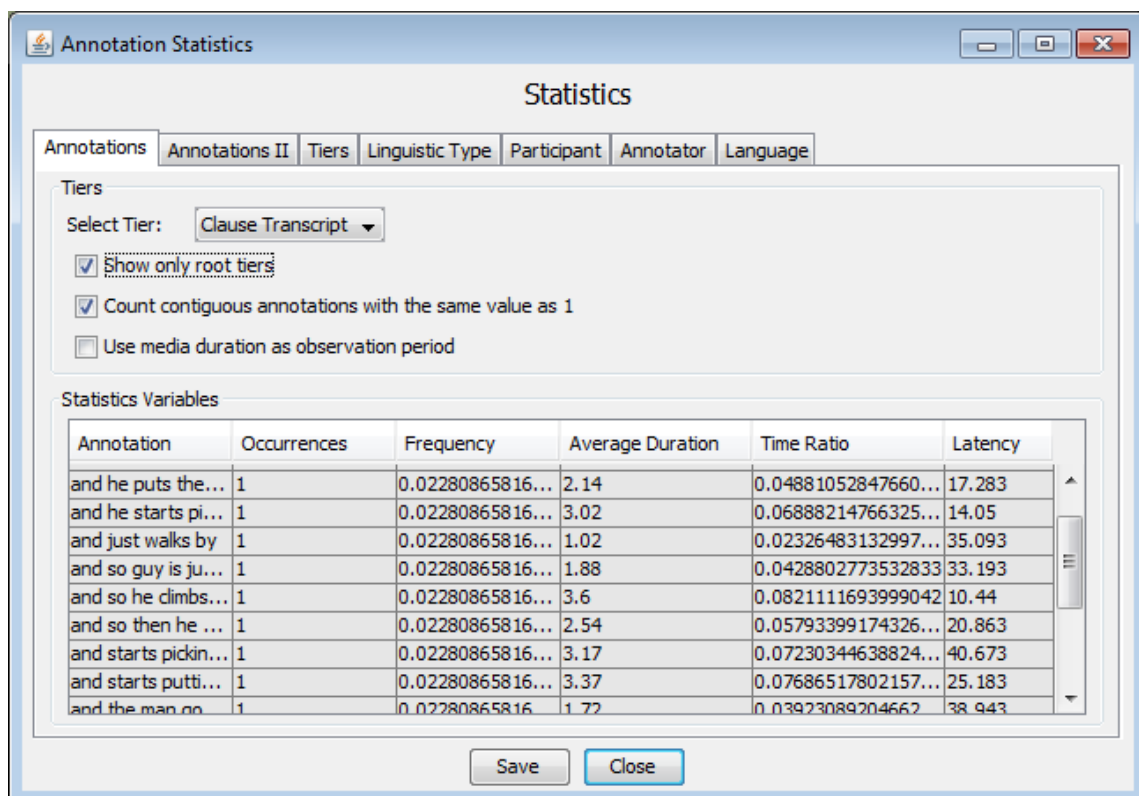 Annotation Statistics
Statistics
Annotations Annotations II Tiers Linguistic Type Participant Annotator Language
Tiers
Select Tier: Clause Transcript
Show only root tiers
Count contiguous annotations with the same value as 1
Use media duration as observation period
Statistics Variables
Annotation Occurrences Frequency Average Duration Time Ratio Latency
and he puts the... 1 0.02280865816... 2.14 0.04881052847660... 17.283
and he starts pi... 1 0.02280865816... 3.02 0.06888214766325... 14.05
and just walks by 1 0.02280865816... 1.02 0.02326483132997... 35.093
and so guy is ju... 1 0.02280865816... 1.88 0.0428802773532833 33.193
and so he climbs... 1 0.02280865816... 3.6 0.0821111693999042 10.44
and so then he ... 1 0.02280865816... 2.54 0.05793399174326... 20.863
and starts pickin... 1 0.02280865816... 3.17 0.07230344638824... 40.673
and starts putti... 1 0.02280865816... 3.37 0.07686517802157... 25.183
and the man go 1 0.02280865816 1.72 0.03923089204662 38.943
Save Close